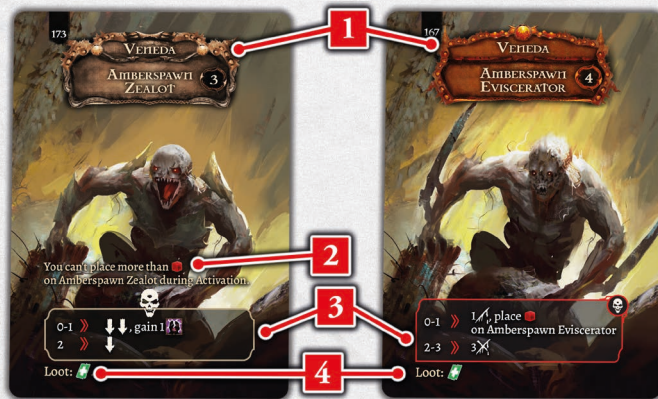 173
VEMEDA
AMBERSPAWN
ZEALOT
3
1
167
VEMEDA
AMBERSPAWN
EVISCERATOR
4
You can't place more than
on Amberspawn Zealot during Activation.
2
0-1 , gain 1
2
3
0-1 1, place
on Amberspawn Eviscerator
2-3 3
Loot:
4
Loot: